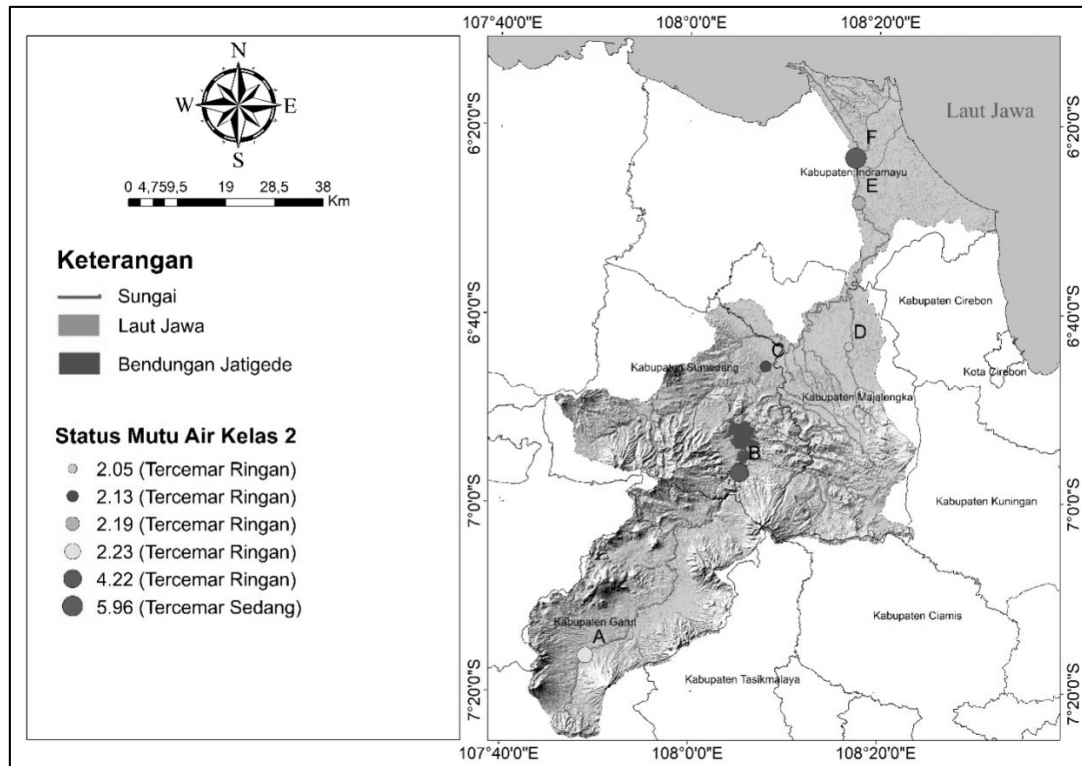 107°40'0"E
108°0'0"E
108°20'0"E
N
W
E
S
0 4,759,5 19 28,5 38
Km
Keterangan
Sungai
Laut Jawa
Bendungan Jatigede
Status Mutu Air Kelas 2
2.05 (Tercemar Ringan)
2.13 (Tercemar Ringan)
2.19 (Tercemar Ringan)
2.23 (Tercemar Ringan)
4.22 (Tercemar Ringan)
5.96 (Tercemar Sedang)
6°20'0"S
6°40'0"S
7°0'0"S
7°20'0"S
Laut Jawa
F
Kabupaten Indramayu
E
Kabupaten Cirebon
D
C
Kabupaten Sumedang
Kota Cirebon
Kabupaten Majalengka
B
Kabupaten Kuningan
Kabupaten Ciamis
Kabupaten Garut
A
Kabupaten Tasikmalaya
6°20'0"S
6°40'0"S
7°0'0"S
7°20'0"S
107°40'0"E
108°0'0"E
108°20'0"E